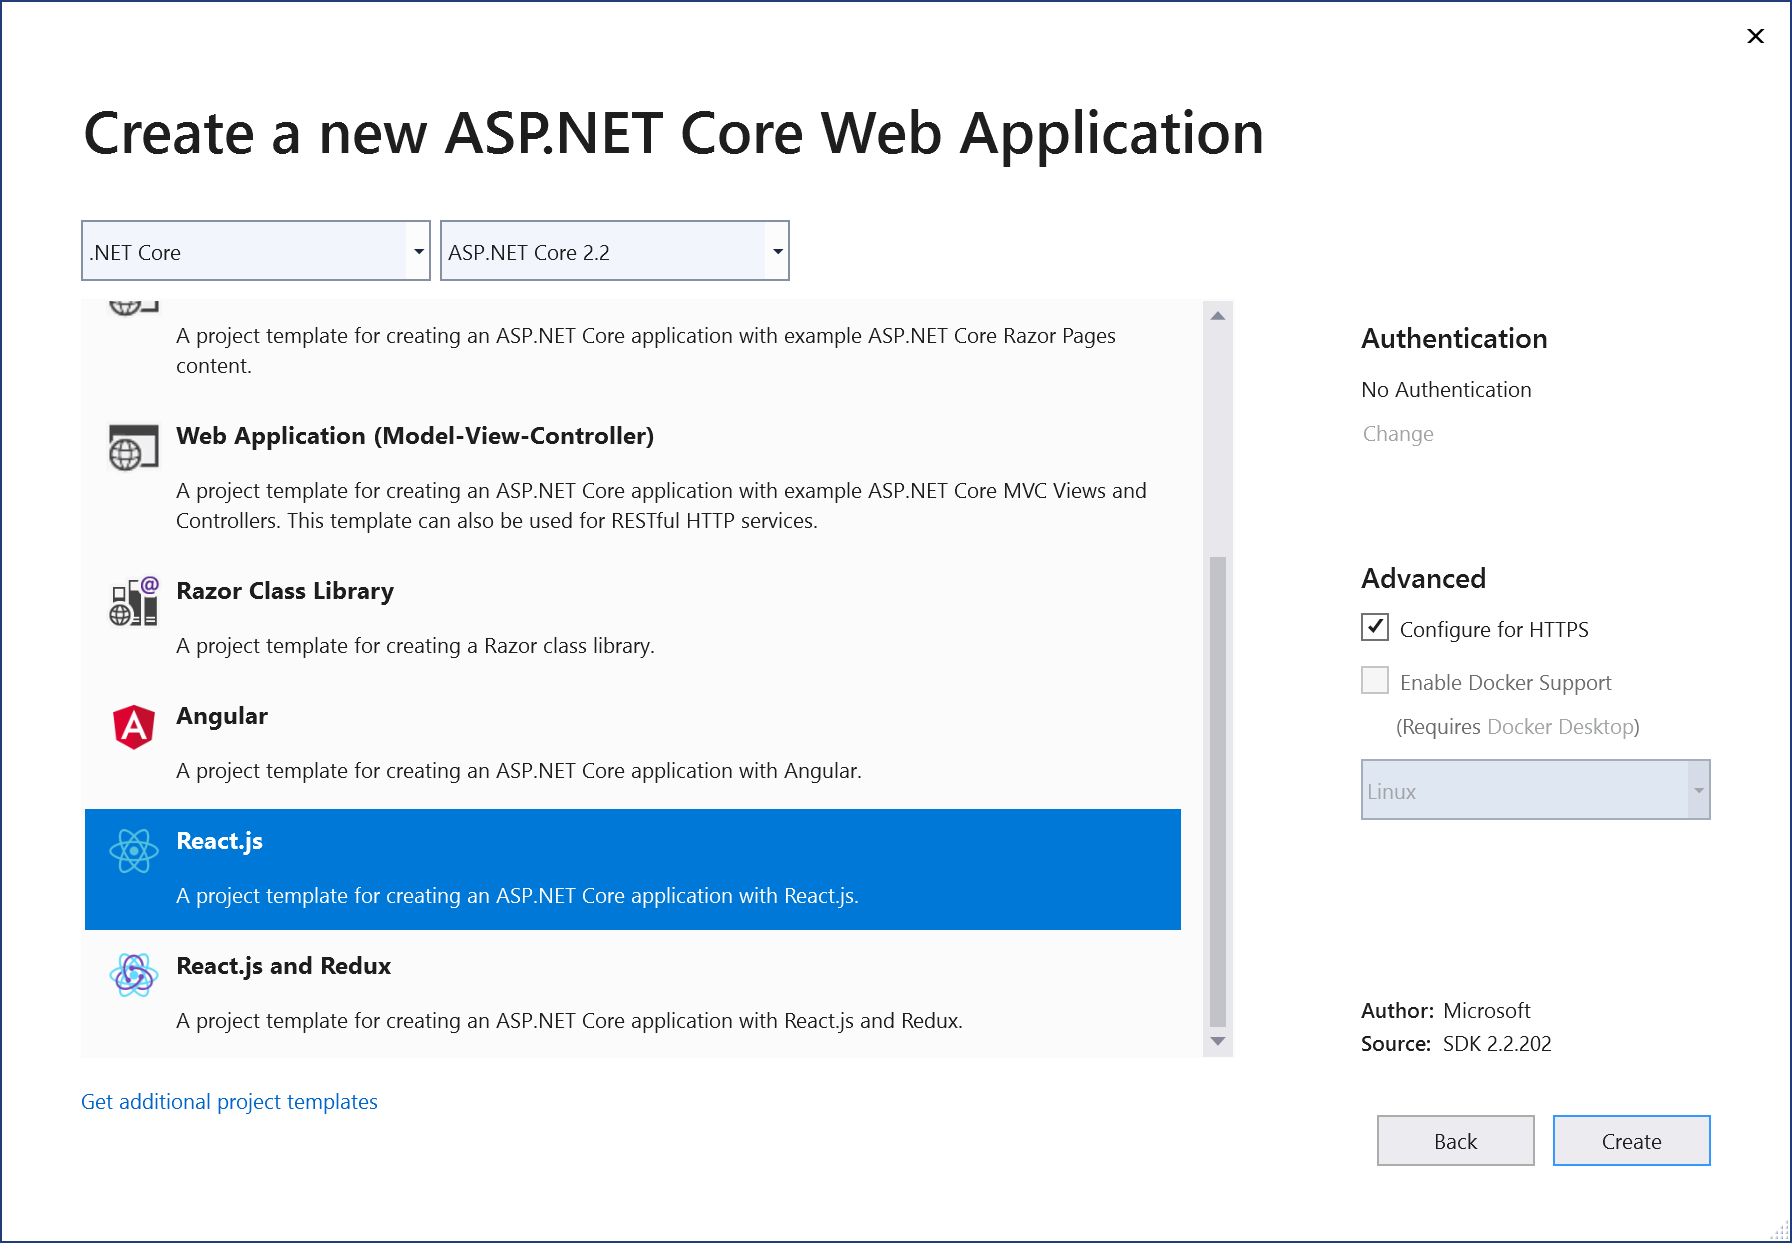 Create a new ASP.NET Core Web Application
.NET Core
ASP.NET Core 2.2
A project template for creating an ASP.NET Core application with example ASP.NET Core Razor Pages
content.
Web Application (Model-View-Controller)
A project template for creating an ASP.NET Core application with example ASP.NET Core MVC Views and
Controllers. This template can also be used for RESTful HTTP services.
Razor Class Library
A project template for creating a Razor class library.
Angular
A project template for creating an ASP.NET Core application with Angular.
React.js
A project template for creating an ASP.NET Core application with React.js.
React.js and Redux
A project template for creating an ASP.NET Core application with React.js and Redux.
Get additional project templates
Authentication
No Authentication
Change
Advanced
Configure for HTTPS
Enable Docker Support
(Requires Docker Desktop)
Linux
Author: Microsoft
Source: SDK 2.2.202
Back
Create